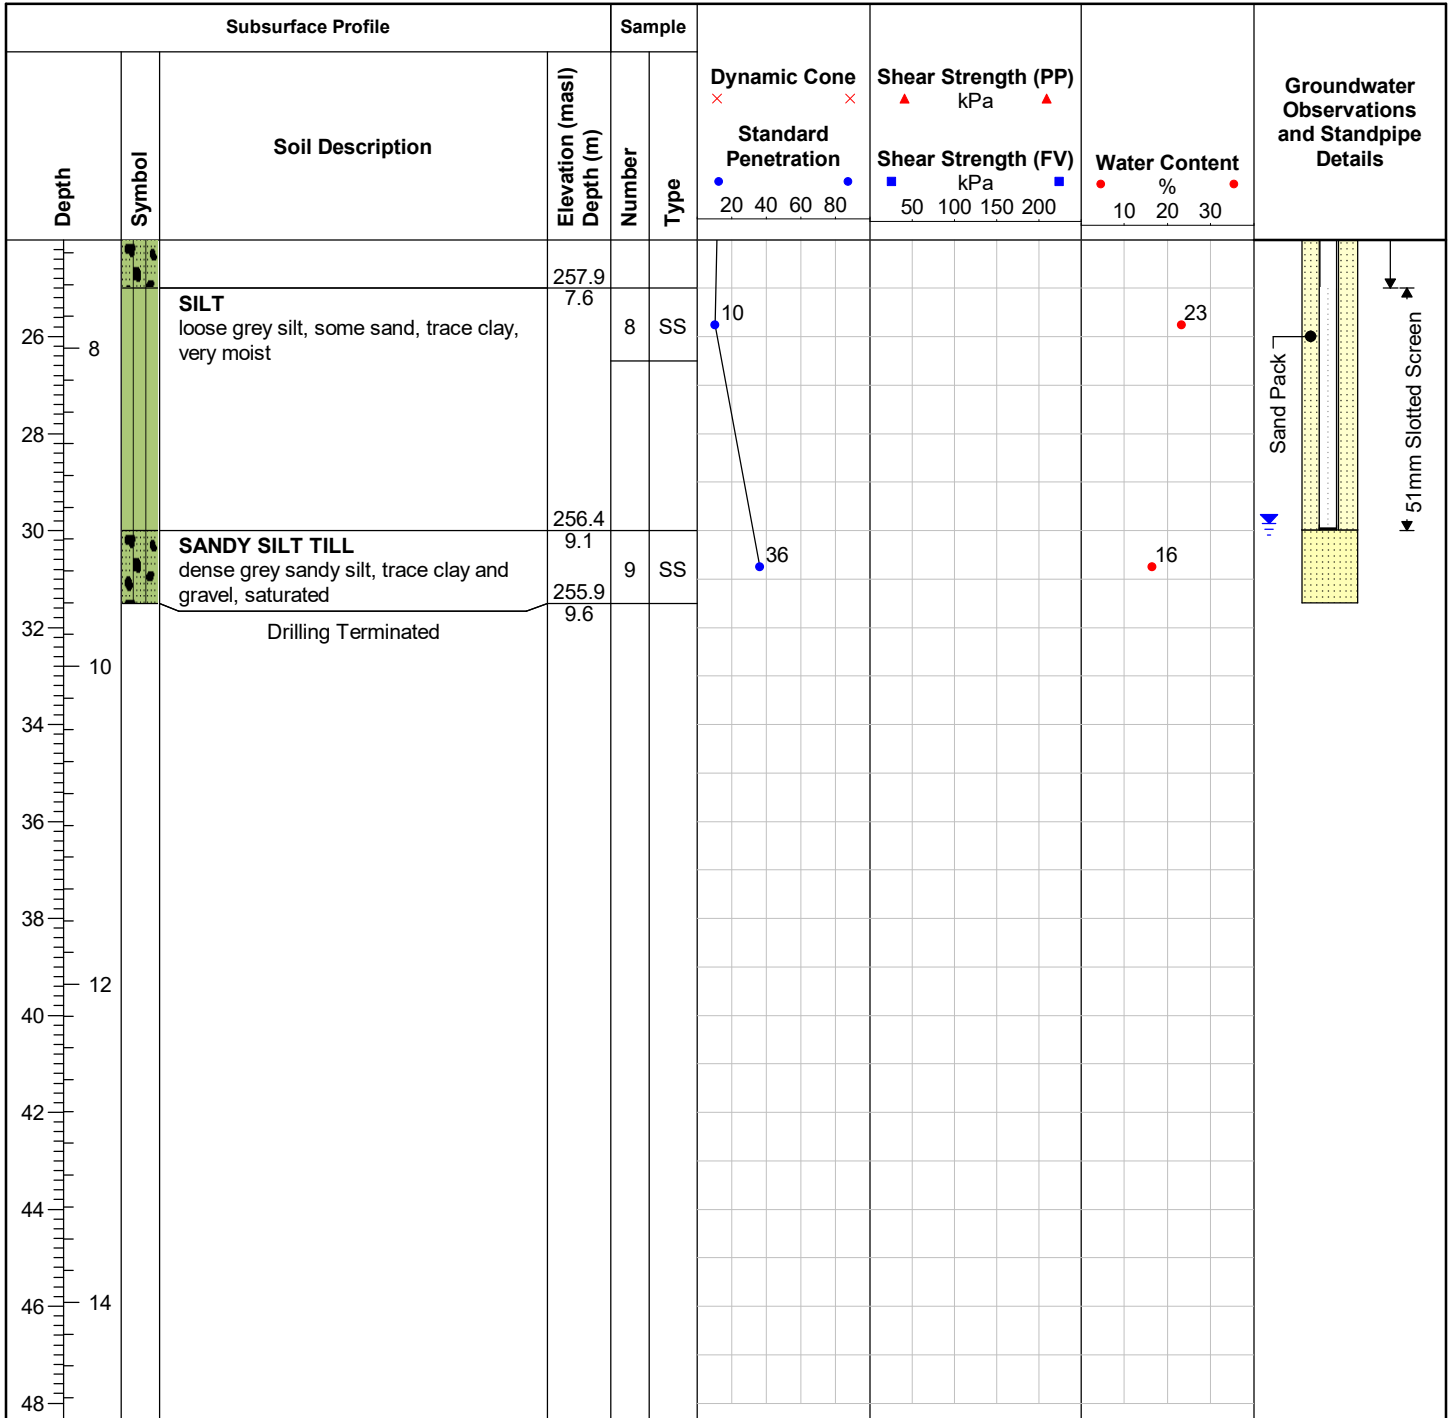 Subsurface Profile
Sample
Depth
Symbol
Soil Description
Elevation (masl)
Depth (m)
Number
Type
Dynamic Cone
Standard
Penetration
20 40 60 80
Shear Strength (PP)
kPa
Shear Strength (FV)
kPa
50 100 150 200
Water Content
%
10 20 30
Groundwater
Observations
and Standpipe
Details
257.9
7.6
SILT
loose grey silt, some sand, trace clay,
very moist
8 SS
10
23
26
8
28
Sand Pack
51mm Slotted Screen
256.4
30
9.1
SANDY SILT TILL
dense grey sandy silt, trace clay and
gravel, saturated
9 SS
36
16
255.9
9.6
32
Drilling Terminated
10
34
36
38
12
40
42
44
46
14
48